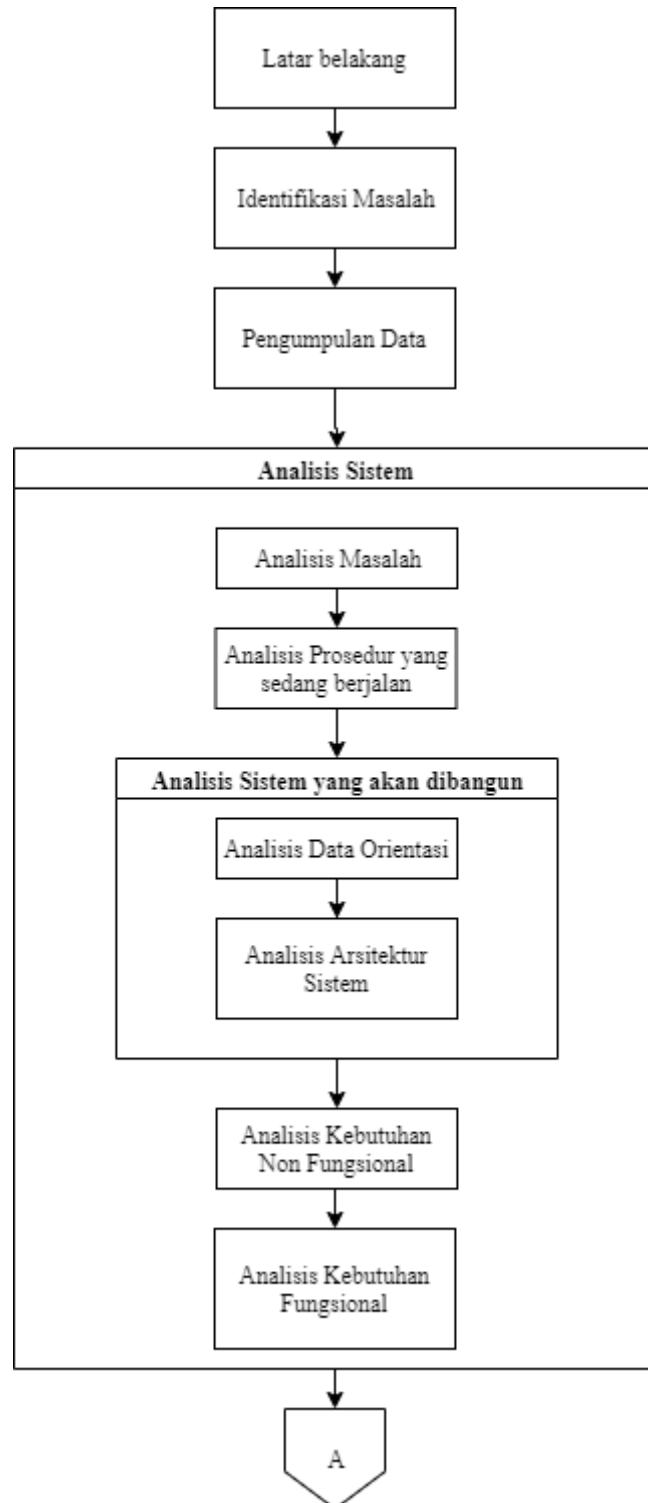 Latar belakang
Identifikasi Masalah
Pengumpulan Data
Analisis Sistem
Analisis Masalah
Analisis Prosedur yang
sedang berjalan
Analisis Sistem yang akan dibangun
Analisis Data Orientasi
Analisis Arsitektur
Sistem
Analisis Kebutuhan
Non Fungsional
Analisis Kebutuhan
Fungsional
A